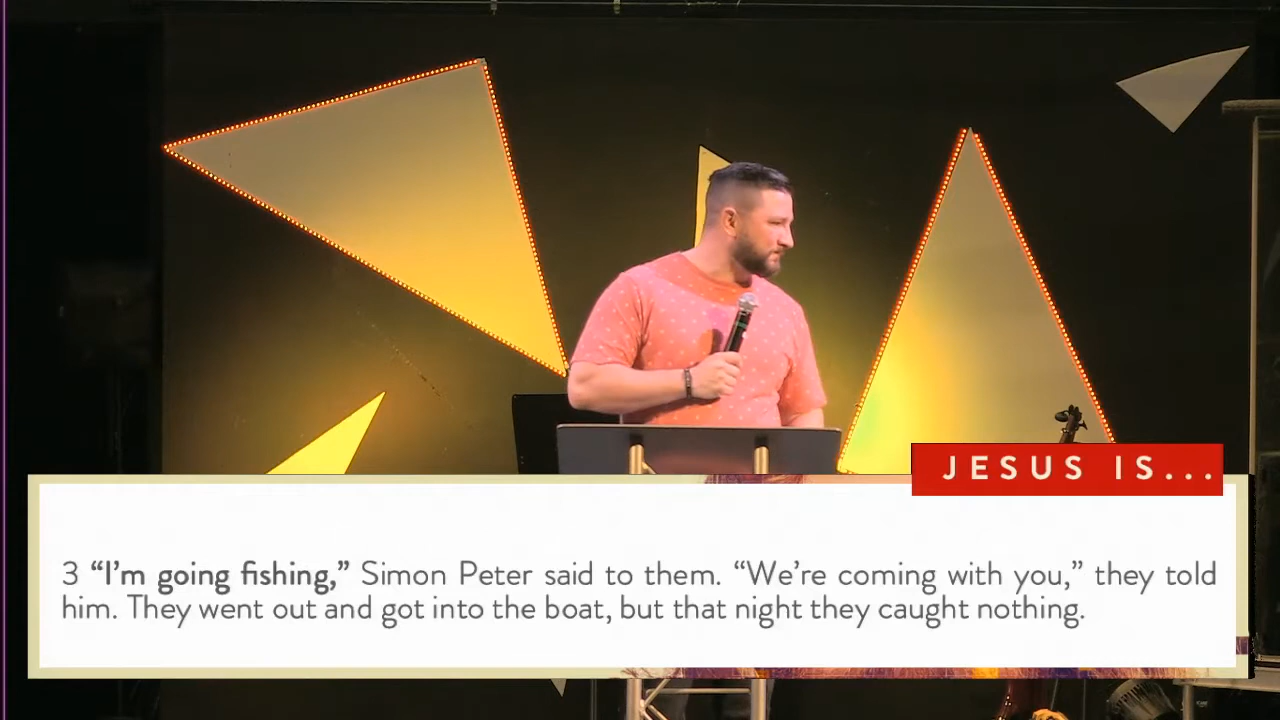 JESUS IS...
3 “I’m going fishing,” Simon Peter said to them. “We’re coming with you,” they told
him. They went out and got into the boat, but that night they caught nothing.